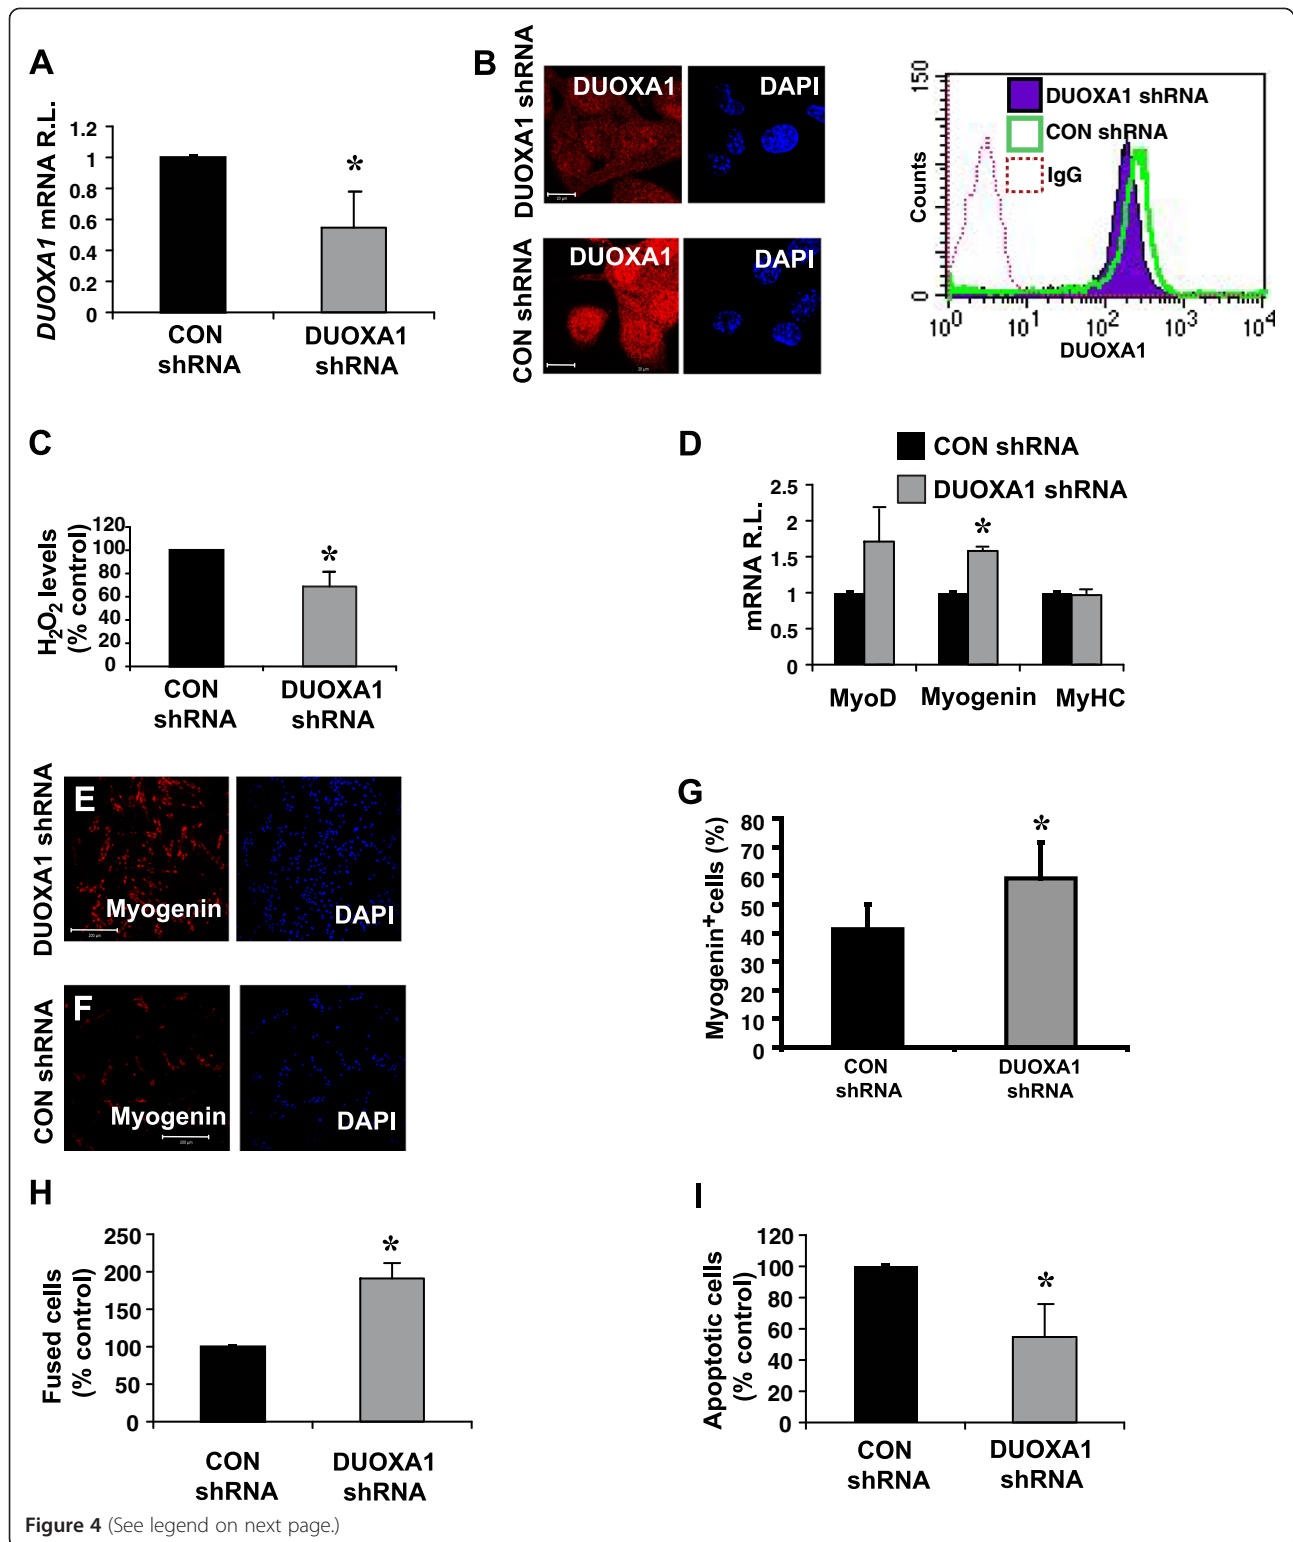 A
DUOXA1 mRNA R.L.
1.2
1
0.8
0.6
0.4
0.2
0
*
CON
shRNA
DUOXA1
shRNA
B
DUOXA1 shRNA
DUOXA1
DAPI
20 µm
CON shRNA
DUOXA1
DAPI
Counts
150
0
DUOXA1 shRNA
CON shRNA
IgG
10^0
10^1
10^2
10^3
10^4
DUOXA1
C
H2O2 levels
(% control)
120
100
80
60
40
20
0
*
CON
shRNA
DUOXA1
shRNA
D
CON shRNA
DUOXA1 shRNA
mRNA R.L.
2.5
2
1.5
1
0.5
0
*
MyoD
Myogenin
MyHC
DUOXA1 shRNA
E
Myogenin
DAPI
CON shRNA
F
Myogenin
DAPI
G
Myogenin+cells (%)
80
70
60
50
40
30
20
10
0
*
CON
shRNA
DUOXA1
shRNA
H
Fused cells
(% control)
250
200
150
100
50
0
*
CON
shRNA
DUOXA1
shRNA
I
Apoptotic cells
(% control)
120
100
80
60
40
20
0
*
CON
shRNA
DUOXA1
shRNA
Figure 4 (See legend on next page.)